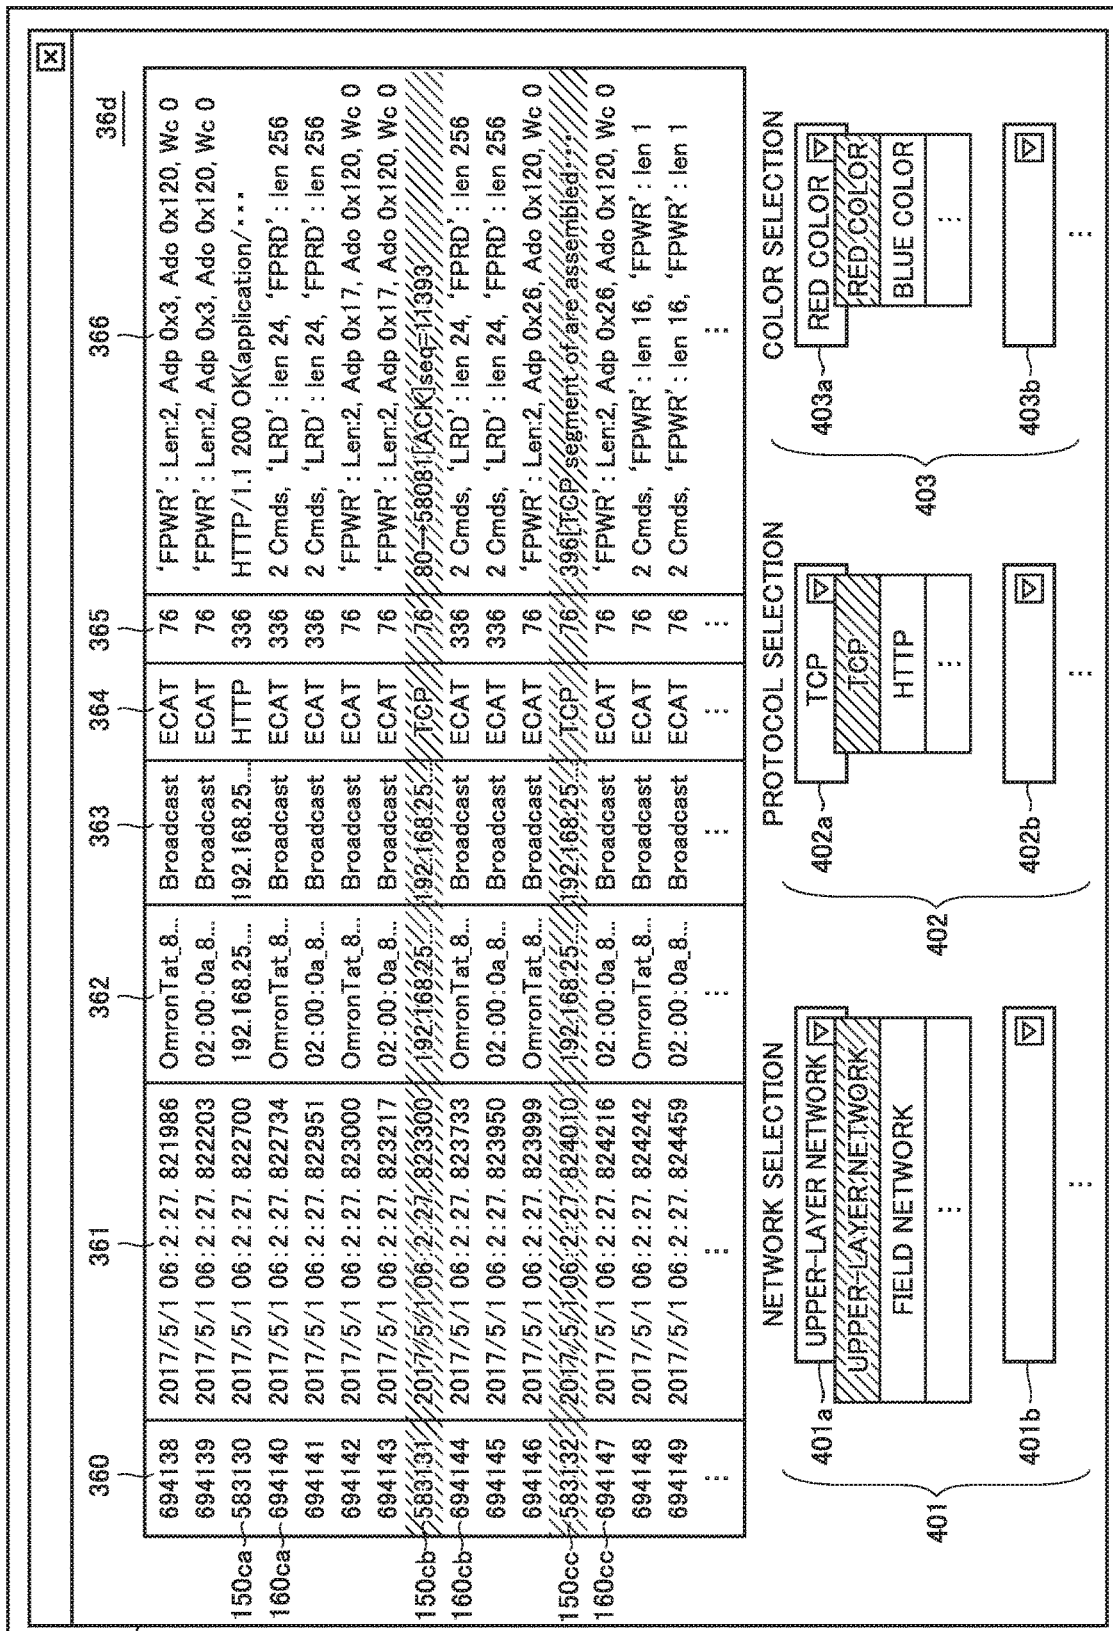 36d
360 361 362 363 364 365 366
694138 2017/5/1 06:2:27. 821986 OmronTat_8... Broadcast ECAT 76 'FPWR': Len:2, Adp 0x3, Ado 0x120, Wc 0
694139 2017/5/1 06:2:27. 822203 02:00:0a_8... Broadcast ECAT 76 'FPWR': Len:2, Adp 0x3, Ado 0x120, Wc 0
150ca 583130 2017/5/1 06:2:27. 822700 192.168.25.... 192.168.25... HTTP 336 HTTP/1.1 200 OK(application/･･･
160ca 694140 2017/5/1 06:2:27. 822734 OmronTat_8... Broadcast ECAT 336 2 Cmds, 'LRD': len 24, 'FPRD': len 256
694141 2017/5/1 06:2:27. 822951 02:00:0a_8... Broadcast ECAT 336 2 Cmds, 'LRD': len 24, 'FPRD': len 256
694142 2017/5/1 06:2:27. 823000 OmronTat_8... Broadcast ECAT 76 'FPWR': Len:2, Adp 0x17, Ado 0x120, Wc 0
694143 2017/5/1 06:2:27. 823217 02:00:0a_8... Broadcast ECAT 76 'FPWR': Len:2, Adp 0x17, Ado 0x120, Wc 0
150cb 583131 2017/5/1 06:2:27. 823300 192.168.25.... 192.168.25.... TCP 76 80→58081[ACK]seq=11393
160cb 694144 2017/5/1 06:2:27. 823733 OmronTat_8... Broadcast ECAT 336 2 Cmds, 'LRD': len 24, 'FPRD': len 256
694145 2017/5/1 06:2:27. 823950 02:00:0a_8... Broadcast ECAT 336 2 Cmds, 'LRD': len 24, 'FPRD': len 256
694146 2017/5/1 06:2:27. 823999 OmronTat_8... Broadcast ECAT 76 'FPWR': Len:2, Adp 0x26, Ado 0x120, Wc 0
150cc 583132 2017/5/1 06:2:27. 824010 192.168.25.... 192.168.25.... TCP 76 396[TCP segment of are assembled････
160cc 694147 2017/5/1 06:2:27. 824216 02:00:0a_8... Broadcast ECAT 76 'FPWR': Len:2, Adp 0x26, Ado 0x120, Wc 0
694148 2017/5/1 06:2:27. 824242 OmronTat_8... Broadcast ECAT 76 2 Cmds, 'FPWR': len 16, 'FPWR': len 1
694149 2017/5/1 06:2:27. 824459 02:00:0a_8... Broadcast ECAT 76 2 Cmds, 'FPWR': len 16, 'FPWR': len 1
NETWORK SELECTION PROTOCOL SELECTION COLOR SELECTION
401a UPPER-LAYER NETWORK 402a TCP 403a RED COLOR
UPPER-LAYER NETWORK TCP RED COLOR
FIELD NETWORK HTTP BLUE COLOR
401 402 403
401b 402b 403b